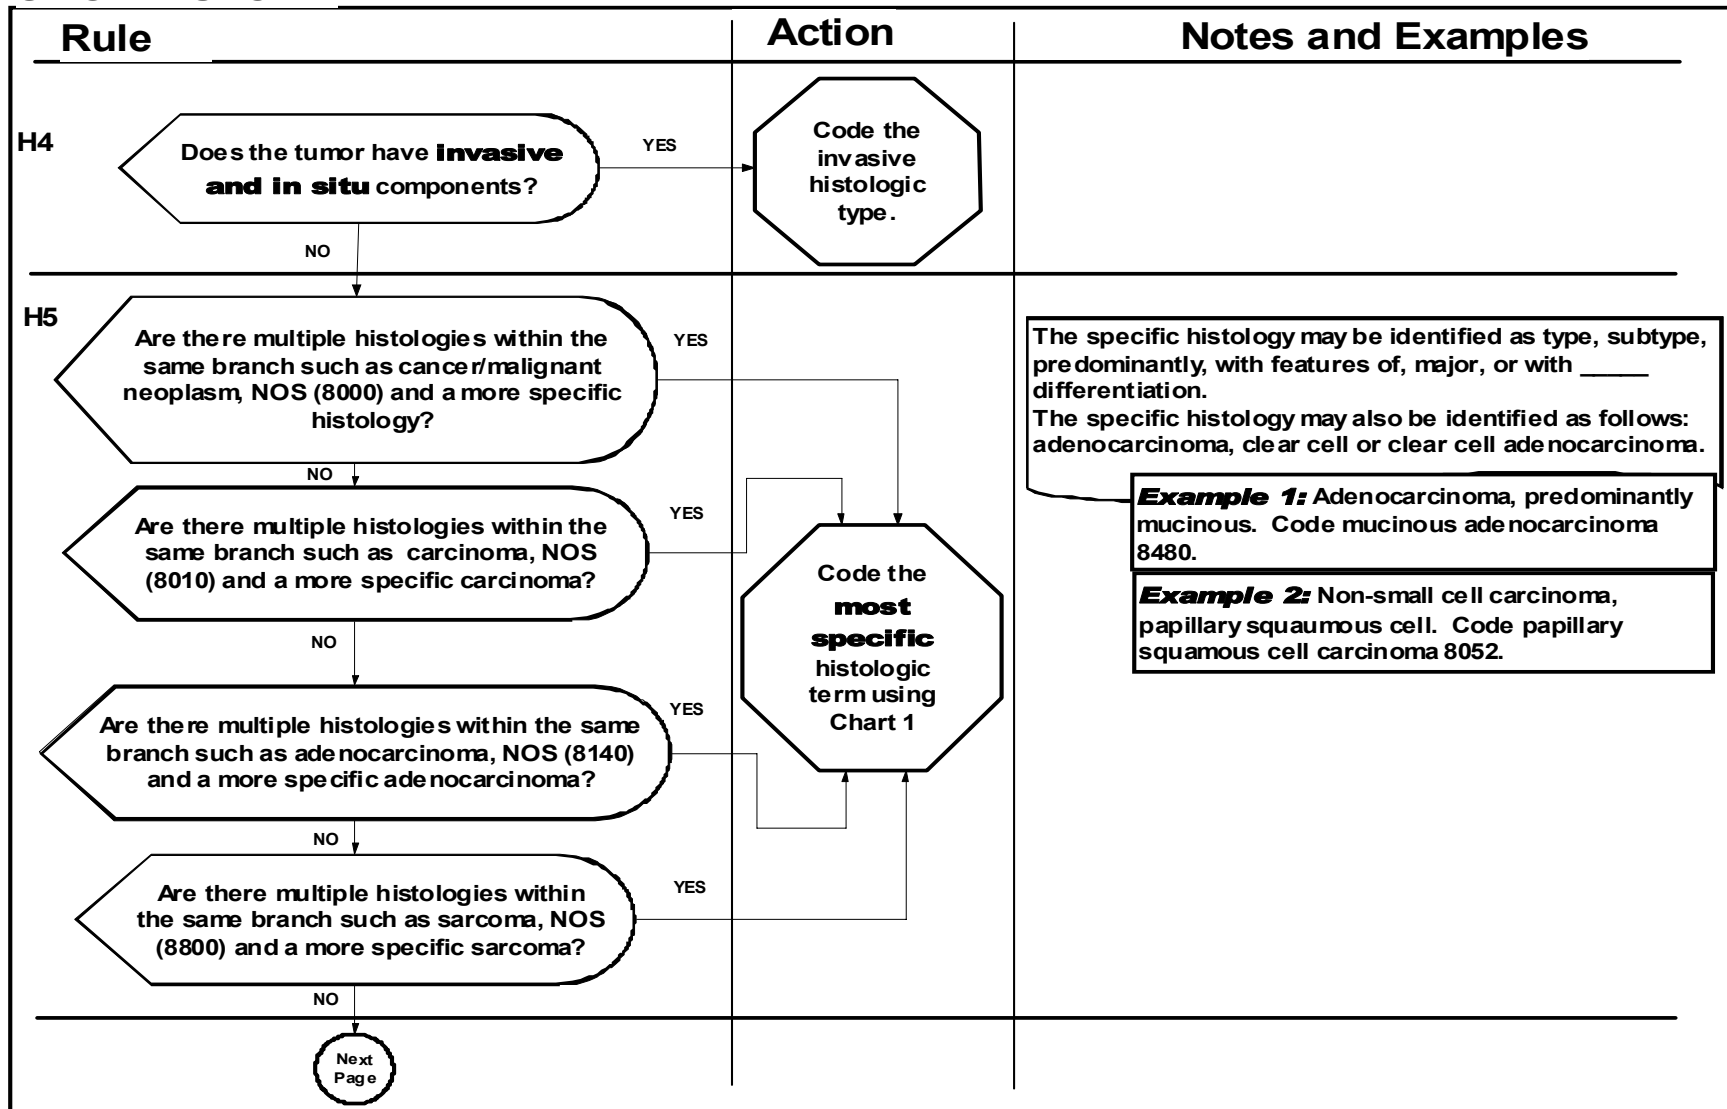 Rule
Action
Notes and Examples
H4
Does the tumor have invasive
and in situ components?
YES
Code the
invasive
histologic
type.
NO
H5
Are there multiple histologies within the
same branch such as cancer/malignant
neoplasm, NOS (8000) and a more specific
histology?
YES
NO
Are there multiple histologies within the
same branch such as carcinoma, NOS
(8010) and a more specific carcinoma?
YES
NO
Are there multiple histologies within the same
branch such as adenocarcinoma, NOS (8140)
and a more specific adenocarcinoma?
YES
NO
Are there multiple histologies within
the same branch such as sarcoma, NOS
(8800) and a more specific sarcoma?
YES
NO
Next
Page
Code the
most
specific
histologic
term using
Chart 1
The specific histology may be identified as type, subtype,
predominantly, with features of, major, or with _____
differentiation.
The specific histology may also be identified as follows:
adenocarcinoma, clear cell or clear cell adenocarcinoma.
Example 1: Adenocarcinoma, predominantly
mucinous. Code mucinous adenocarcinoma
8480.
Example 2: Non-small cell carcinoma,
papillary squaumous cell. Code papillary
squamous cell carcinoma 8052.